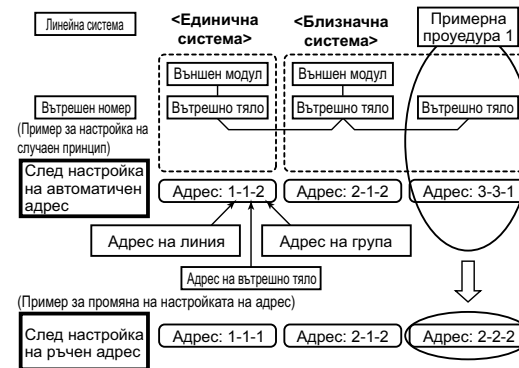 Линейна система
<Единична
система>
<Близначна
система>
Примерна
проуедура 1
Външен модул
Външен модул
Вътрешен номер
Вътрешно тяло
Вътрешно тяло
Вътрешно тяло
(Пример за настройка на
случаен принцип)
След настройка
на автоматичен
адрес
Адрес: 1-1-2
Адрес: 2-1-2
Адрес: 3-3-1
Адрес на линия
Адрес на група
Адрес на вътрешно тяло
(Пример за промяна на настройката на адрес)
След настройка
на ръчен адрес
Адрес: 1-1-1
Адрес: 2-1-2
Адрес: 2-2-2